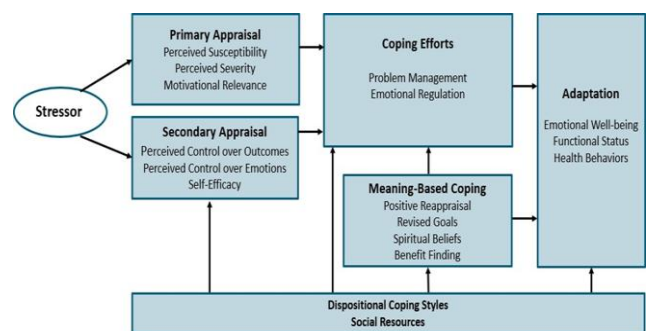 Stressor
Primary Appraisal
Perceived Susceptibility
Perceived Severity
Motivational Relevance
Secondary Appraisal
Perceived Control over Outcomes
Perceived Control over Emotions
Self-Efficacy
Coping Efforts
Problem Management
Emotional Regulation
Meaning-Based Coping
Positive Reappraisal
Revised Goals
Spiritual Beliefs
Benefit Finding
Adaptation
Emotional Well-being
Functional Status
Health Behaviors
Dispositional Coping Styles
Social Resources